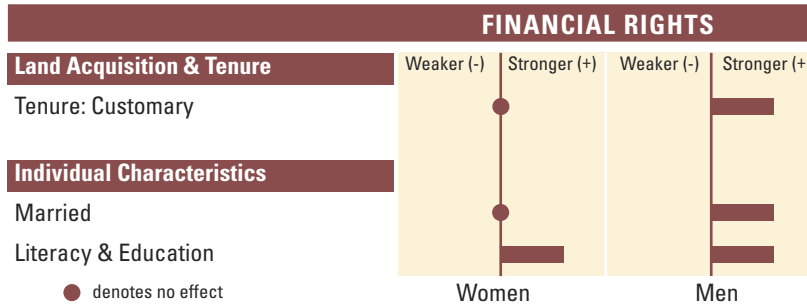 FINANCIAL RIGHTS
Land Acquisition & Tenure Weaker (-) Stronger (+) Weaker (-) Stronger (+
Tenure: Customary
Individual Characteristics
Married
Literacy & Education
denotes no effect Women Men